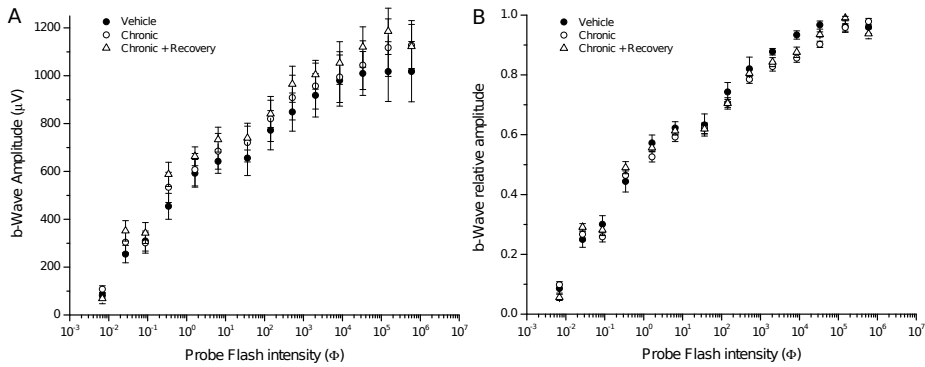 A
Vehicle
Chronic
Chronic +Recovery
b-Wave Amplitude (μV)
1200
1000
800
600
400
200
0
10⁻³ 10⁻² 10⁻¹ 10⁰ 10¹ 10² 10³ 10⁴ 10⁵ 10⁶ 10⁷
Probe Flash intensity (Φ)
B
Vehicle
Chronic
Chronic +Recovery
b-Wave relative amplitude
1.0
0.8
0.6
0.4
0.2
0.0
10⁻³ 10⁻² 10⁻¹ 10⁰ 10¹ 10² 10³ 10⁴ 10⁵ 10⁶ 10⁷
Probe Flash intensity (Φ)